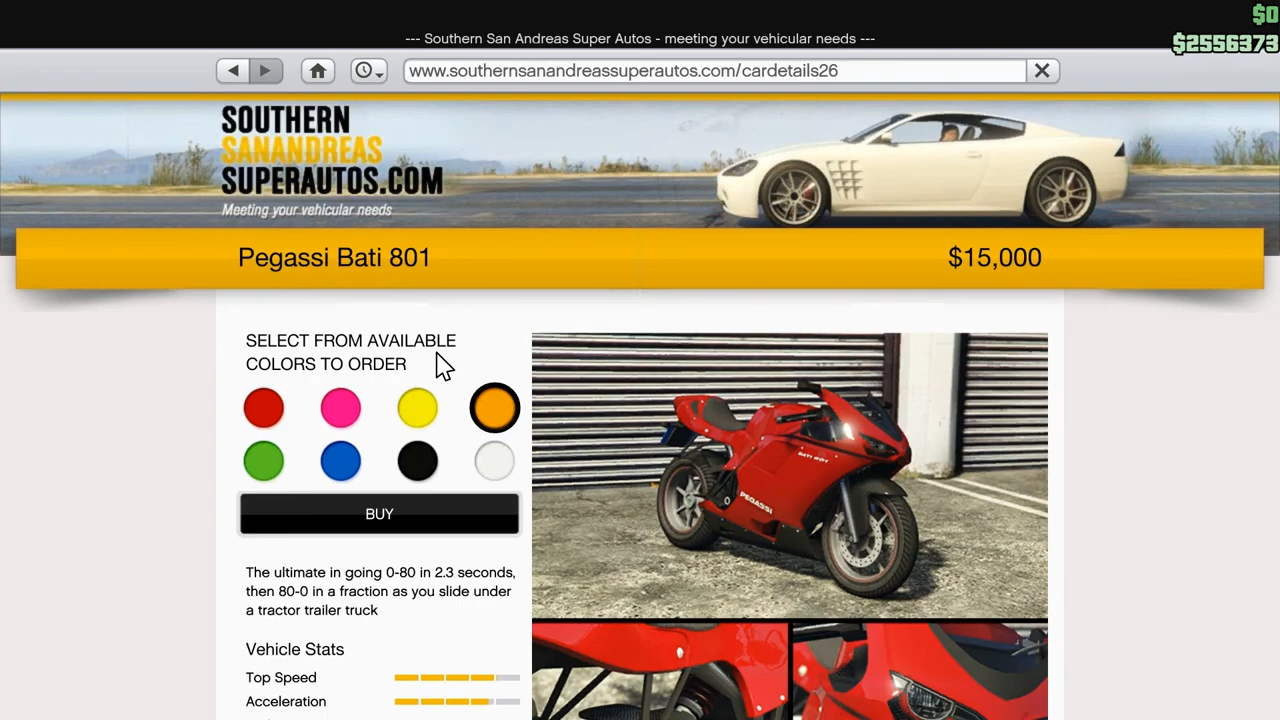 $0
--- Southern San Andreas Super Autos - meeting your vehicular needs ---
$2556373
www.southernsanandreassuperautos.com/cardetails26
SOUTHERN
SANANDREAS
SUPERAUTOS.COM
Meeting your vehicular needs
Pegassi Bati 801
$15,000
SELECT FROM AVAILABLE
COLORS TO ORDER
BUY
The ultimate in going 0-80 in 2.3 seconds,
then 80-0 in a fraction as you slide under
a tractor trailer truck
Vehicle Stats
Top Speed
Acceleration
BATI 801
PEGASSI